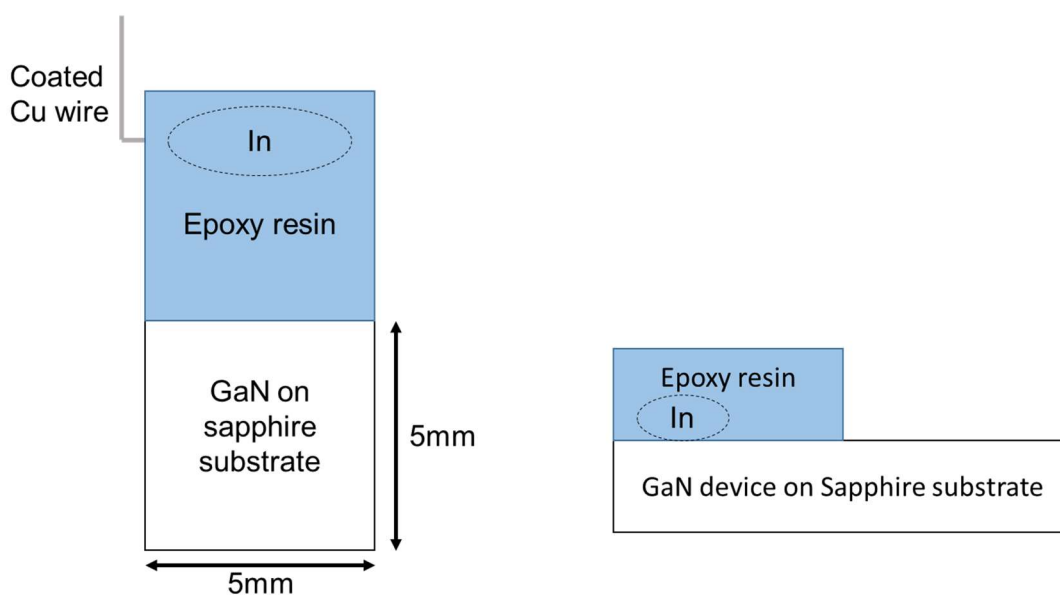 Coated
Cu wire
In
Epoxy resin
GaN on
sapphire
substrate
5mm
5mm
Epoxy resin
In
GaN device on Sapphire substrate